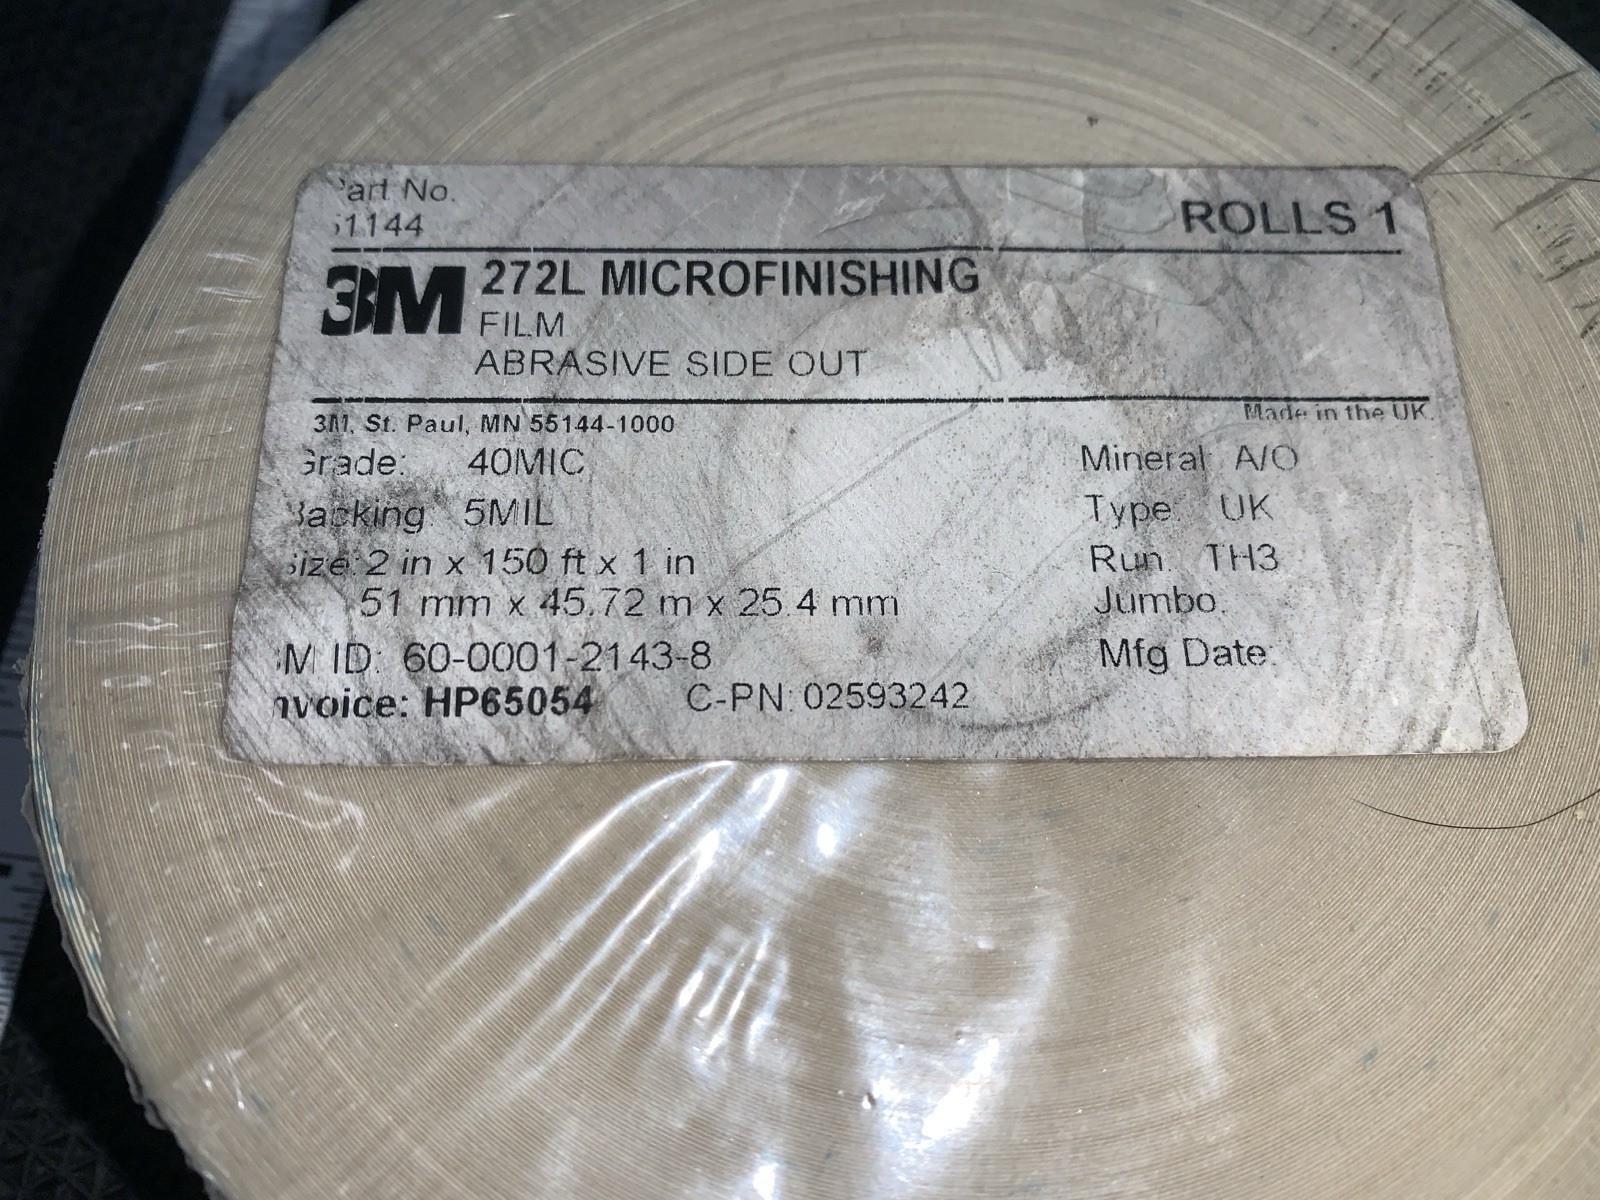 Part No.
51144
ROLLS 1
3M 272L MICROFINISHING
FILM
ABRASIVE SIDE OUT
Made in the UK.
3M, St. Paul, MN 55144-1000
Grade: 40MIC Mineral: A/O
Backing: 5MIL Type: UK
Size: 2 in x 150 ft x 1 in Run: TH3
51 mm x 45.72 m x 25.4 mm Jumbo:
3M ID: 60-0001-2143-8 Mfg Date:
Invoice: HP65054 C-PN: 02593242